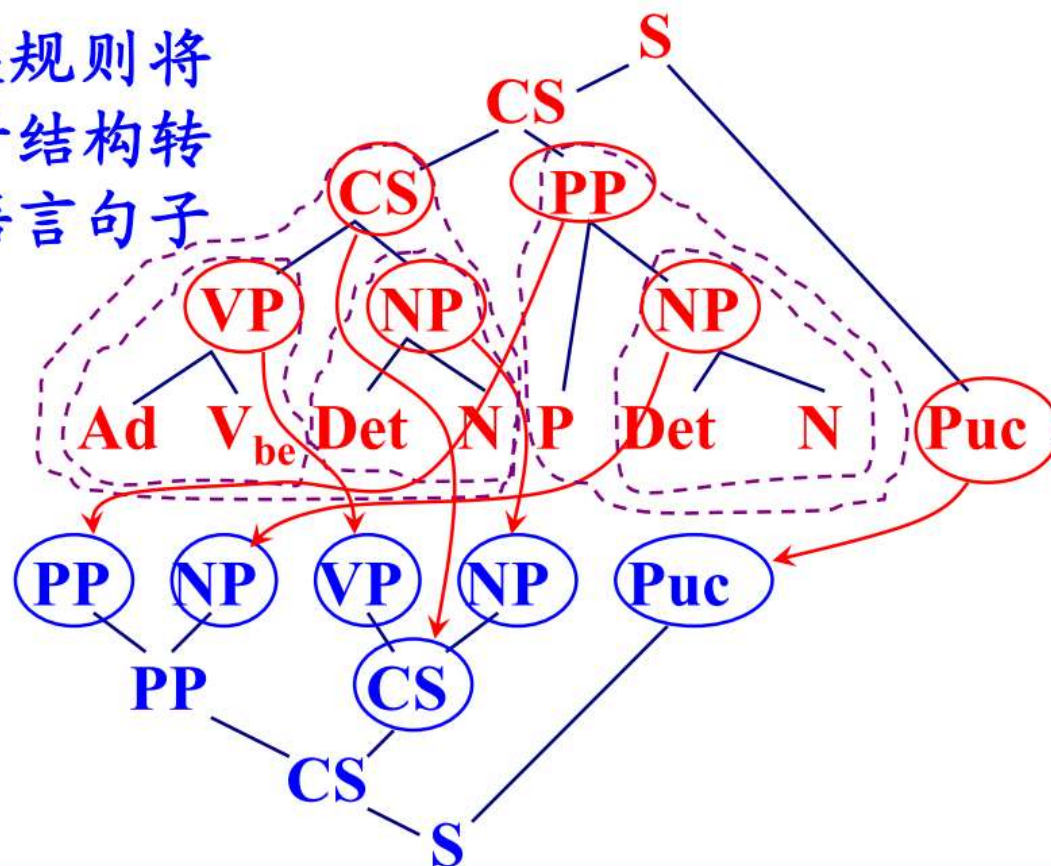 规则将
结构转
言句子
S
CS
CS PP
VP NP NP
Ad V be Det N P Det N Puc
PP NP VP NP Puc
PP CS
CS
S